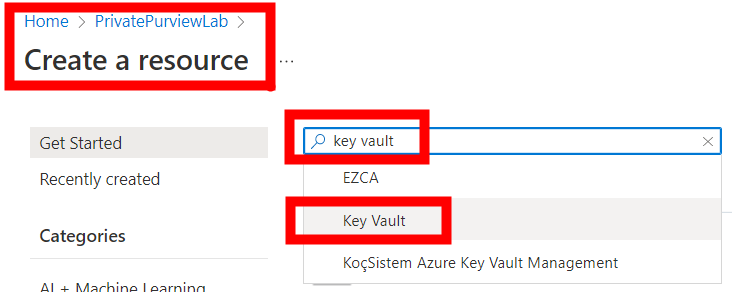 Home > PrivatePurviewLab >
Create a resource ...
Get Started
key vault
Recently created
EZCA
Key Vault
Categories
KoçSistem Azure Key Vault Management
AI + Machine Learning